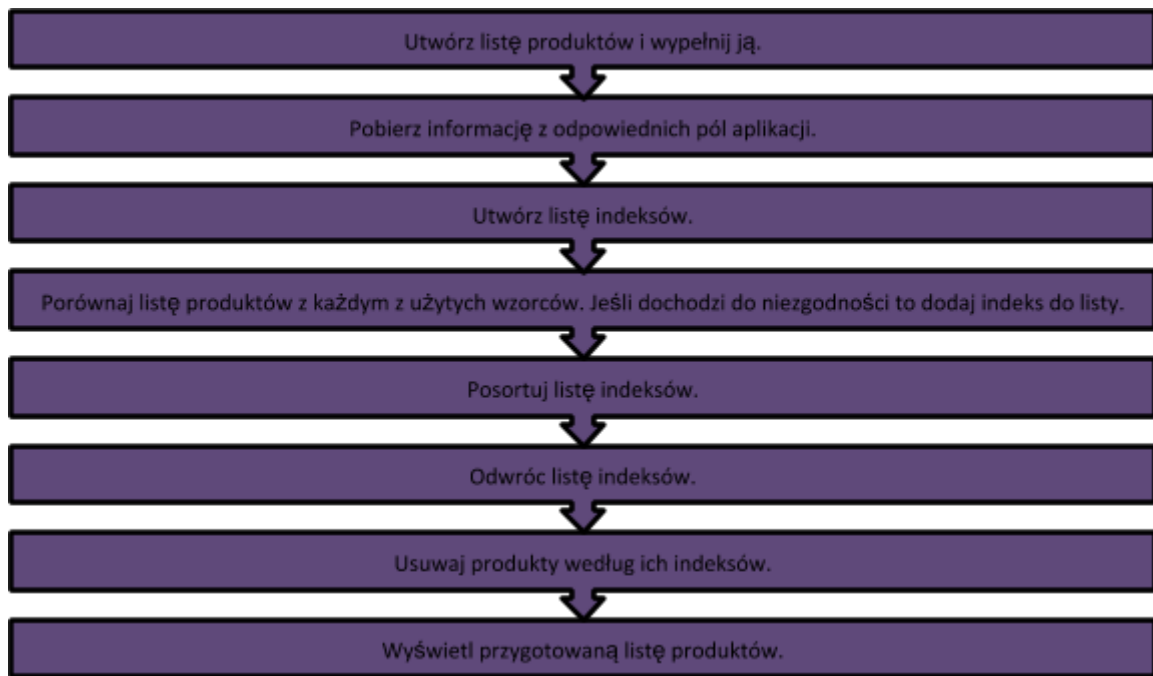 Utwórz listę produktów i wypełnij ją.
Pobierz informację z odpowiednich pól aplikacji.
Utwórz listę indeksów.
Porównaj listę produktów z każdym z użytych wzorców. Jeśli dochodzi do niezgodności to dodaj indeks do listy.
Posortuj listę indeksów.
Odwróc listę indeksów.
Usuwaj produkty według ich indeksów.
Wyświetl przygotowaną listę produktów.